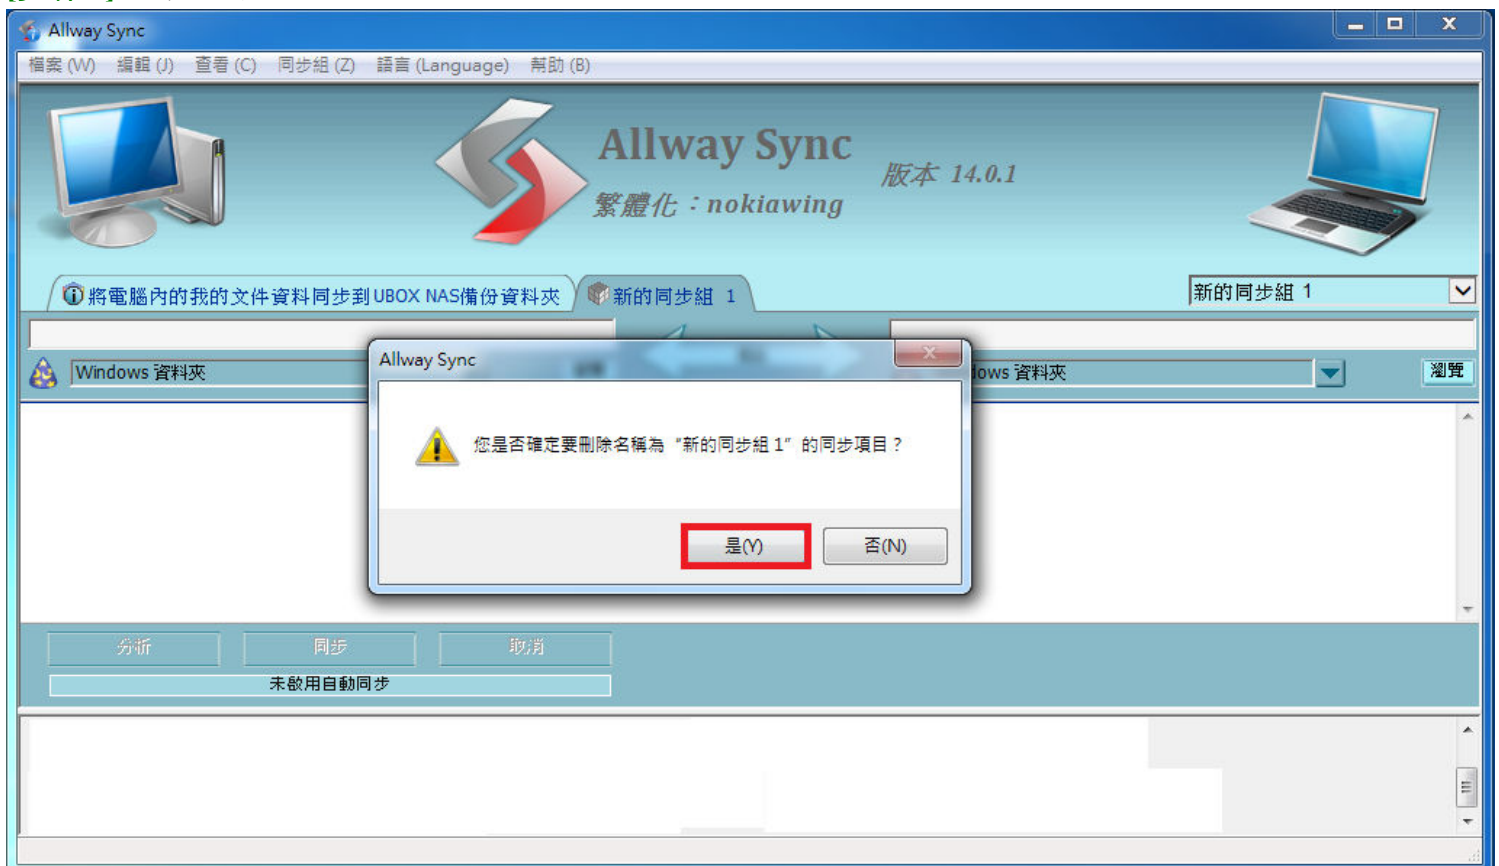 Allway Sync
檔案 (W) 編輯 (J) 查看 (C) 同步組 (Z) 語言 (Language) 幫助 (B)
Allway Sync
版本 14.0.1
繁體化：nokiawing
將電腦內的我的文件資料同步到 UBOX NAS備份資料夾
新的同步組 1
新的同步組 1
Windows 資料夾
dows 資料夾
瀏覽
Allway Sync
您是否確定要刪除名稱為 “新的同步組 1” 的同步項目？
是(Y)
否(N)
分析
同步
取消
未啟用自動同步